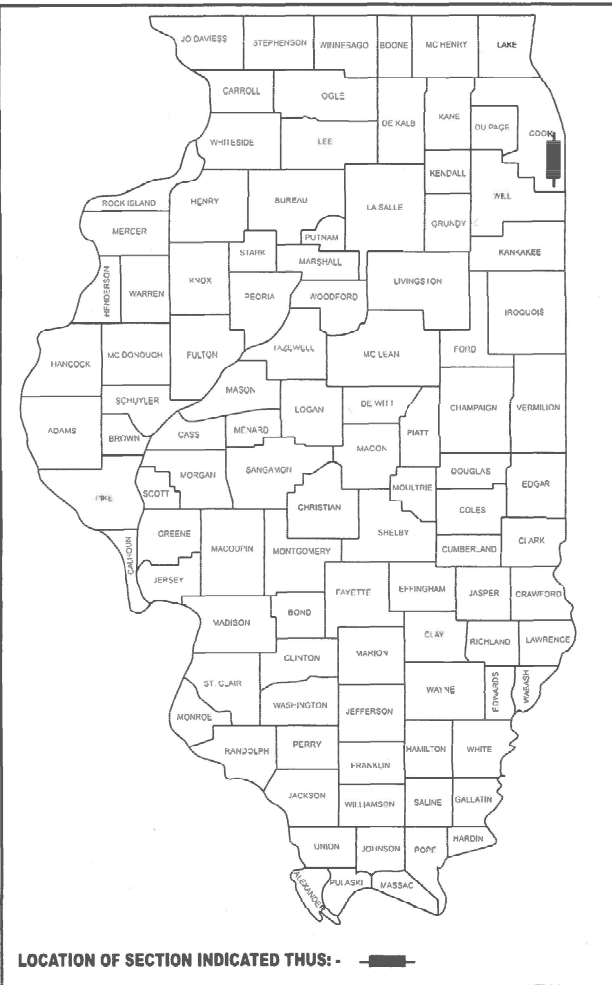 JO DAVIESS
STEPHENSON
WINNEBAGO
BOONE
MC HENRY
LAKE
CARROLL
OGLE
DE KALB
KANE
DU PAGE
COOK
WHITESIDE
LEE
KENDALL
WILL
ROCK ISLAND
HENRY
BUREAU
LA SALLE
GRUNDY
MERCER
PUTNAM
STARK
MARSHALL
KANKAKEE
HENDERSON
WARREN
KNOX
PEORIA
WOODFORD
LIVINGSTON
IROQUOIS
HANCOCK
MC DONOUGH
FULTON
TAZEWELL
MC LEAN
FORD
MASON
SCHUYLER
LOGAN
DE WITT
CHAMPAIGN
VERMILION
ADAMS
BROWN
CASS
MENARD
PIATT
MACON
MORGAN
SANGAMON
DOUGLAS
EDGAR
PIKE
SCOTT
CHRISTIAN
MOULTRIE
COLES
GREENE
MACOUPIN
MONTGOMERY
SHELBY
CUMBERLAND
CLARK
CALHOUN
JERSEY
FAYETTE
EFFINGHAM
JASPER
CRAWFORD
MADISON
BOND
CLAY
RICHLAND
LAWRENCE
CLINTON
MARION
ST. CLAIR
WAYNE
EDWARDS
WABASH
MONROE
WASHINGTON
JEFFERSON
RANDOLPH
PERRY
HAMILTON
WHITE
FRANKLIN
JACKSON
WILLIAMSON
SALINE
GALLATIN
UNION
JOHNSON
POPE
HARDIN
ALEXANDER
PULASKI
MASSAC
LOCATION OF SECTION INDICATED THUS: -